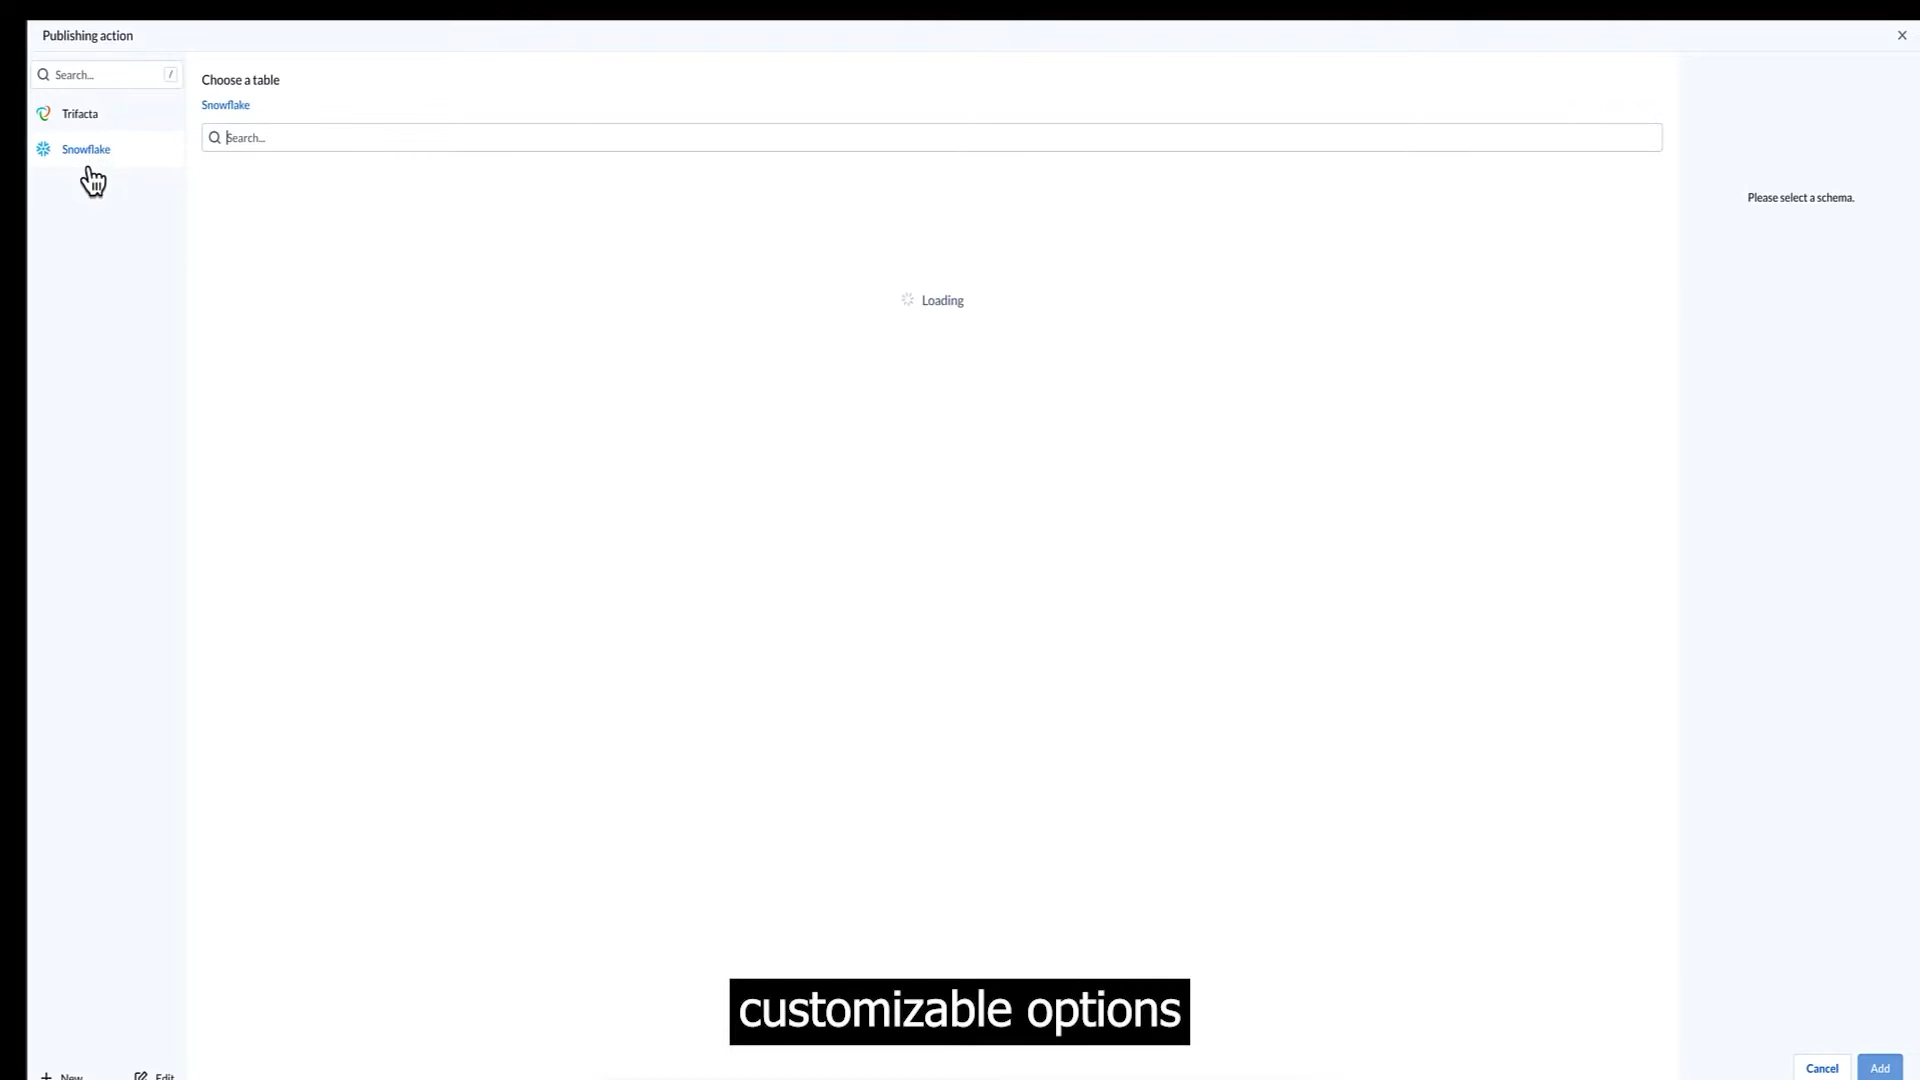 Publishing action
Search...
/
Trifacta
Snowflake
Choose a table
Snowflake
Search...
Loading
Please select a schema.
customizable options
New
Edit
Cancel
Add